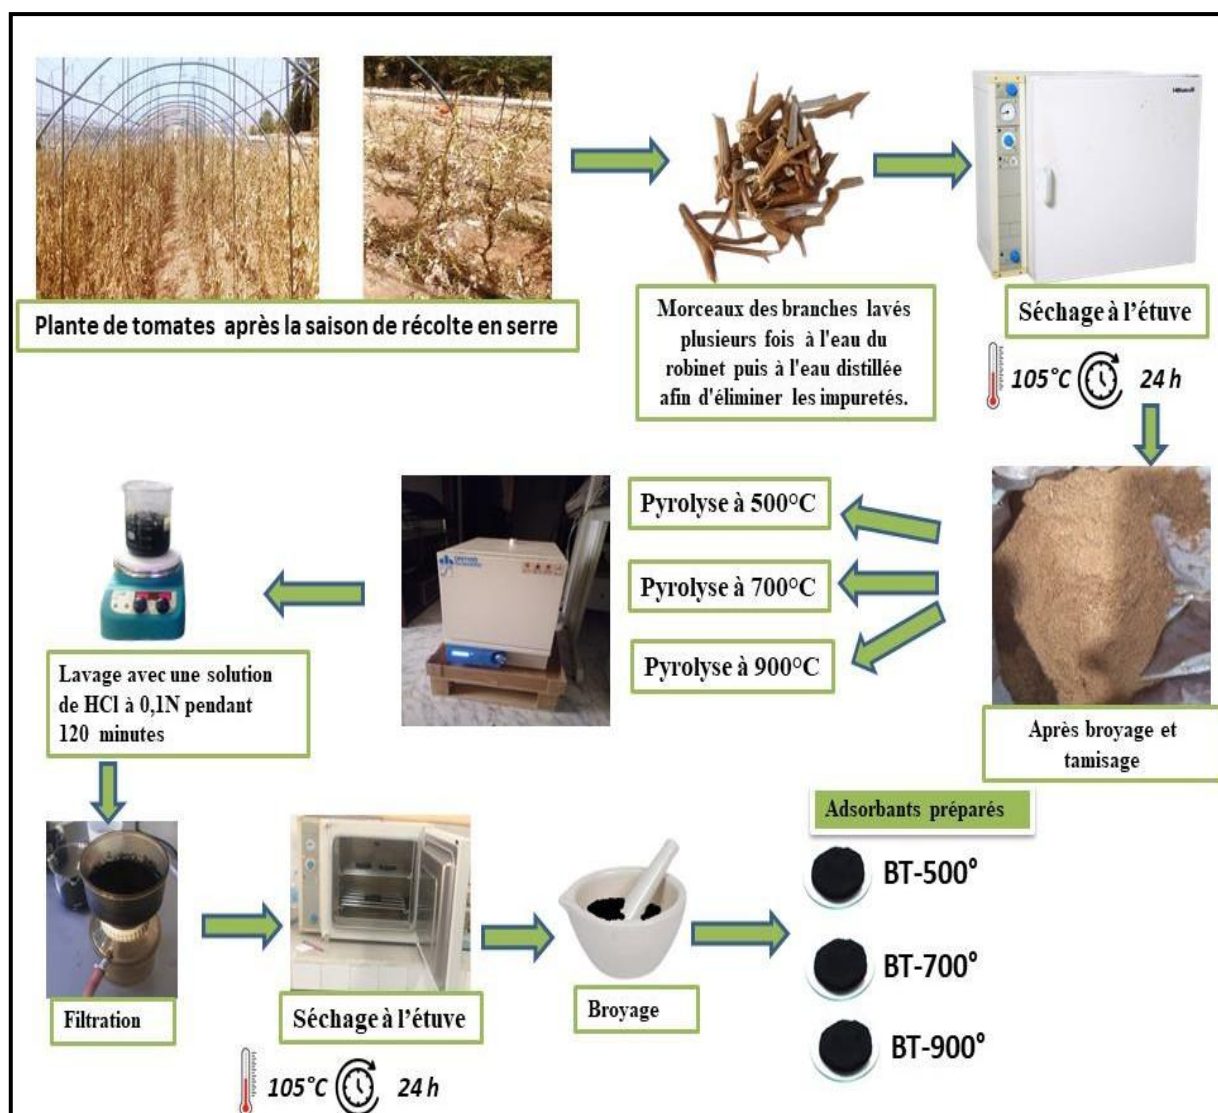 Plante de tomates après la saison de récolte en serre
Morceaux des branches lavés
plusieurs fois à l'eau du
robinet puis à l'eau distillée
afin d'éliminer les impuretés.
Séchage à l'étuve
105°C 24 h
Pyrolyse à 500°C
Pyrolyse à 700°C
Pyrolyse à 900°C
Après broyage et
tamisage
Lavage avec une solution
de HCl à 0,1N pendant
120 minutes
Filtration
Séchage à l'étuve
105°C 24 h
Broyage
Adsorbants préparés
BT-500°
BT-700°
BT-900°